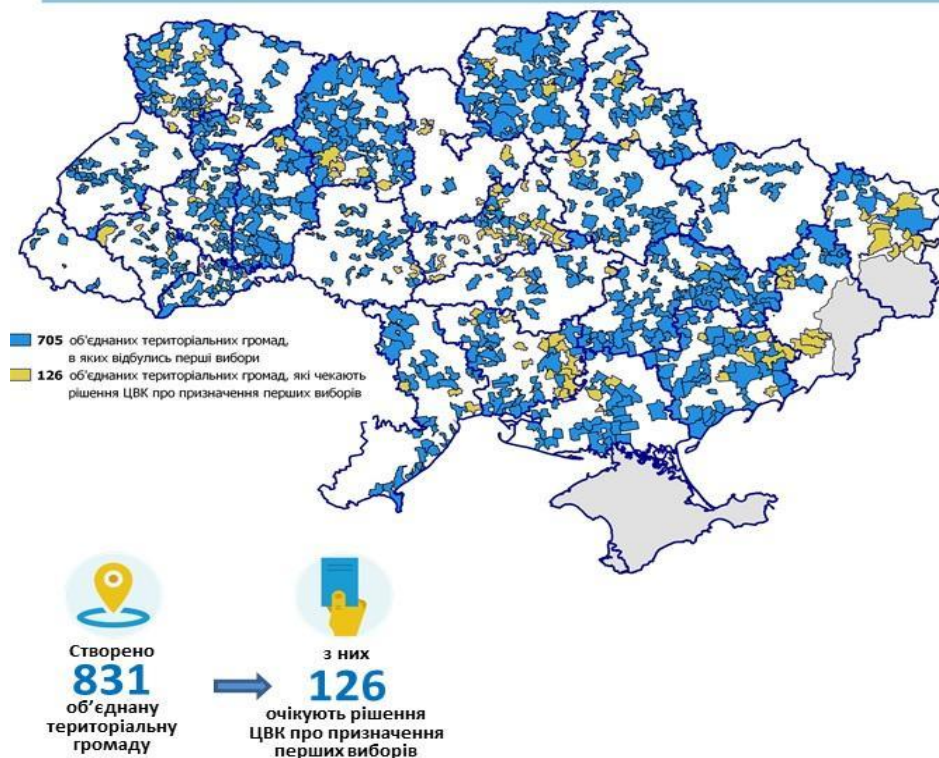 705 об'єднаних територіальних громад,
в яких відбулись перші вибори
126 об'єднаних територіальних громад, які чекають
рішення ЦВК про призначення перших виборів
Створено
831
об’єднану
територіальну
громаду
з них
126
очікують рішення
ЦВК про призначення
перших виборів